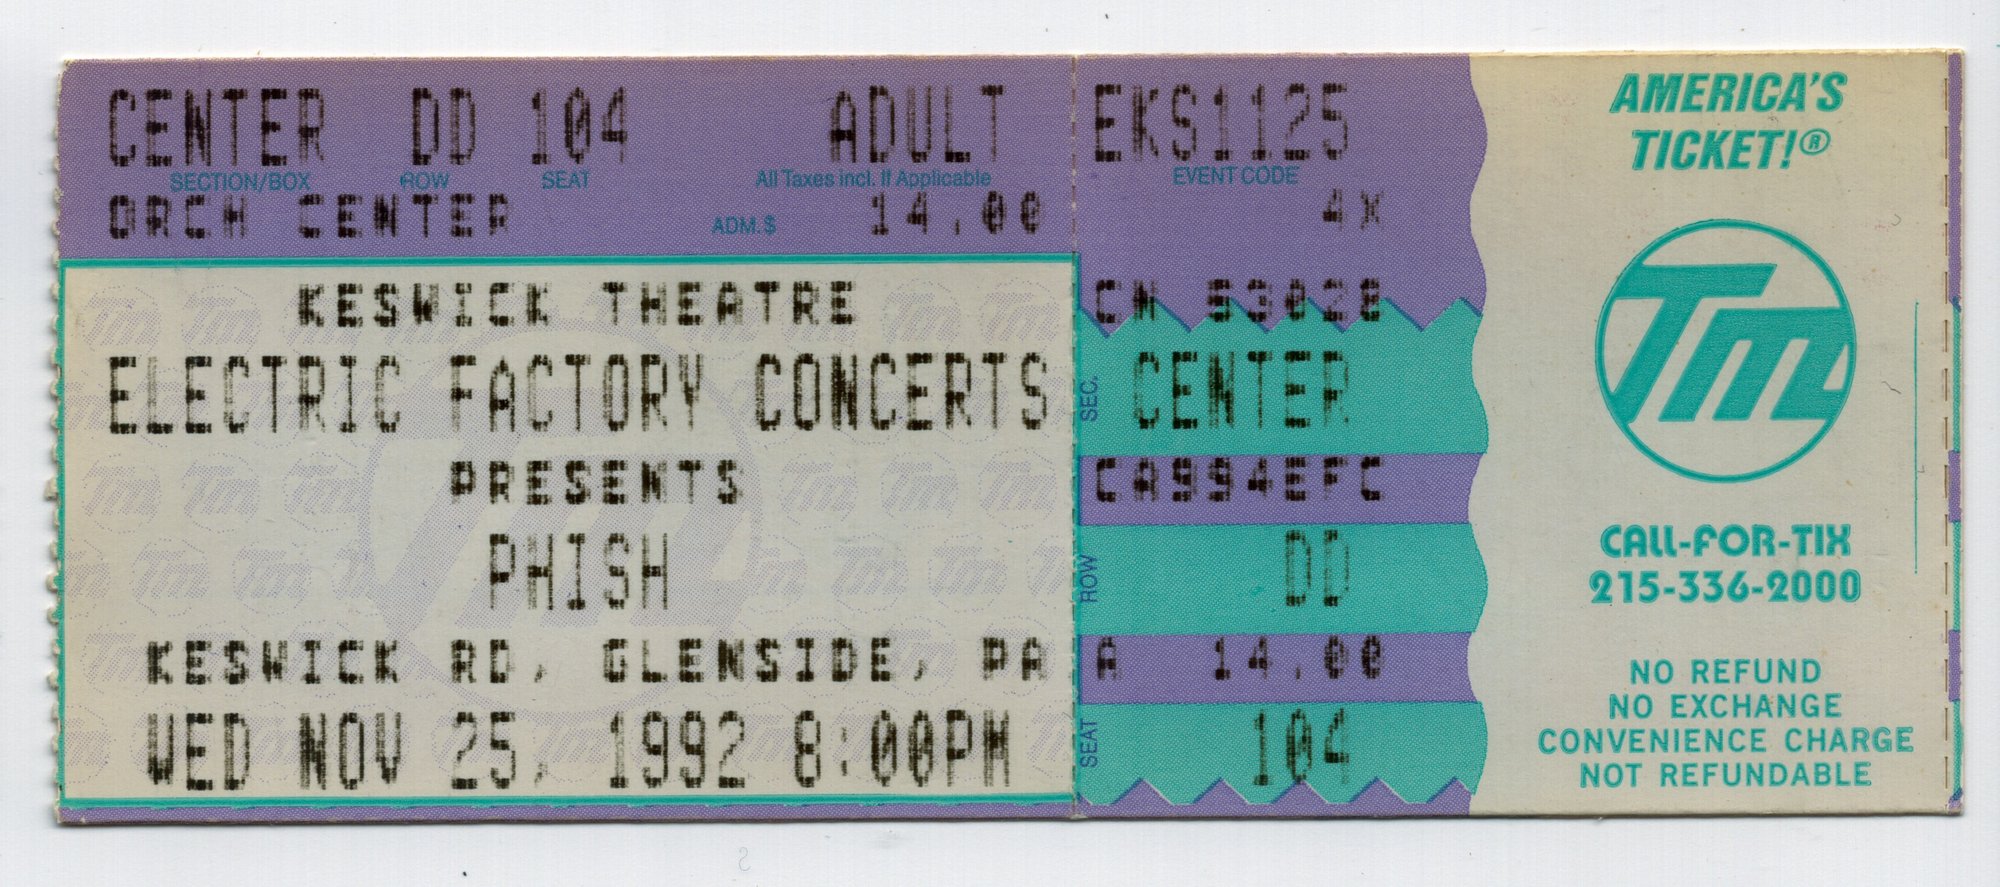 CENTER DD 104 ADULT
SECTION/BOX ROW SEAT All Taxes incl. If Applicable
ORCH CENTER ADM. $ 14.00
KESWICK THEATRE
ELECTRIC FACTORY CONCERTS
PRESENTS
PHISH
KESWICK RD, GLENSIDE, PA
WED NOV 25, 1992 8:00PM
EKS1125
EVENT CODE
4X
CN 53028
SEC. CENTER
CA994EFC
ROW DD
A 14.00
SEAT 104
AMERICA'S
TICKET!®
TM
CALL-FOR-TIX
215-336-2000
NO REFUND
NO EXCHANGE
CONVENIENCE CHARGE
NOT REFUNDABLE